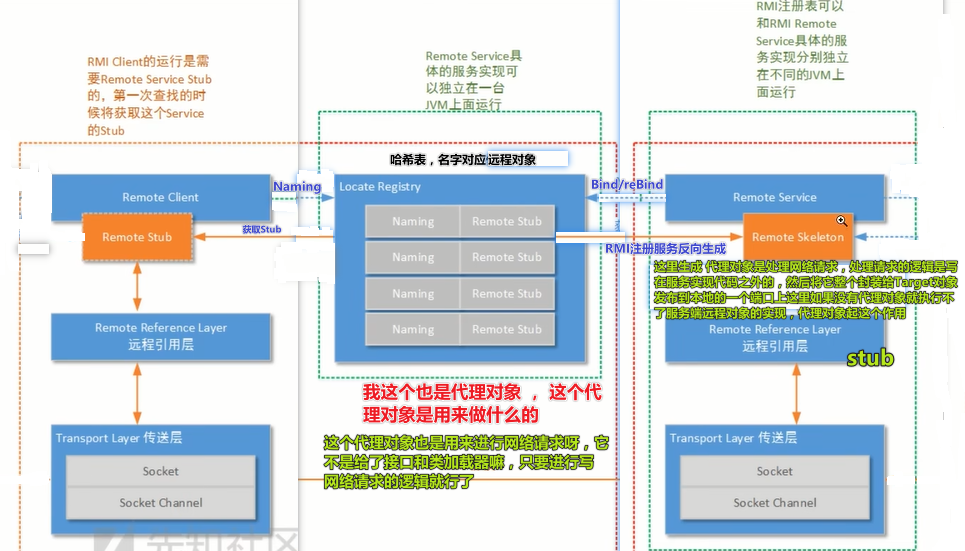 RMI Client的运行是需
要Remote Service Stub
的，第一次查找的时
候将获取这个Service
的Stub
Remote Service具
体的服务实现可
以独立在一台
JVM上面运行
RMI注册表可以
和RMI Remote
Service具体的服
务实现分别独立
在不同的JVM上
面运行
哈希表，名字对应远程对象
Remote Client
Naming
Locate Registry
Bind/reBind
Remote Service
Remote Stub
获取Stub
Naming
Remote Stub
Naming
Remote Stub
Naming
Remote Stub
Naming
Remote Stub
RMI注册服务反向生成
Remote Skeleton
这里生成 代理对象是处理网络请求，处理请求的逻辑是写
在服务实现代码之外的，然后将它整个封装给Target对象
发布到本地的一个端口上这里如果没有代理对象就执行不
了服务端远程对象的实现，代理对象起这个作用
Remote Reference Layer
远程引用层
Remote Reference Layer
远程引用层
stub
我这个也是代理对象 ， 这个代
理对象是用来做什么的
这个代理对象也是用来进行网络请求呀，它
不是给了接口和类加载器嘛，只要进行写
网络请求的逻辑就行了
Transport Layer 传送层
Socket
Socket Channel
Transport Layer 传送层
Socket
Socket Channel
先知社区